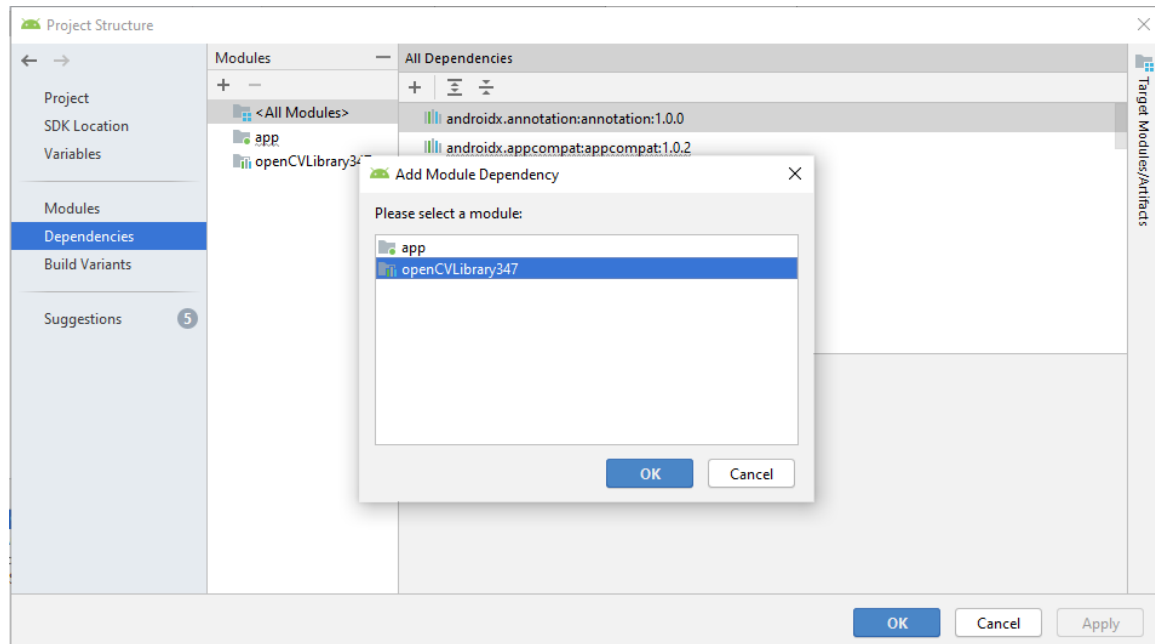 Project Structure
Modules
All Dependencies
Project
SDK Location
Variables
Modules
Dependencies
Build Variants
Suggestions
5
<All Modules>
app
openCVLibrary34
androidx.annotation:annotation:1.0.0
androidx.appcompat:appcompat:1.0.2
Add Module Dependency
Please select a module:
app
openCVLibrary347
OK
Cancel
Target Modules/Artifacts
OK
Cancel
Apply